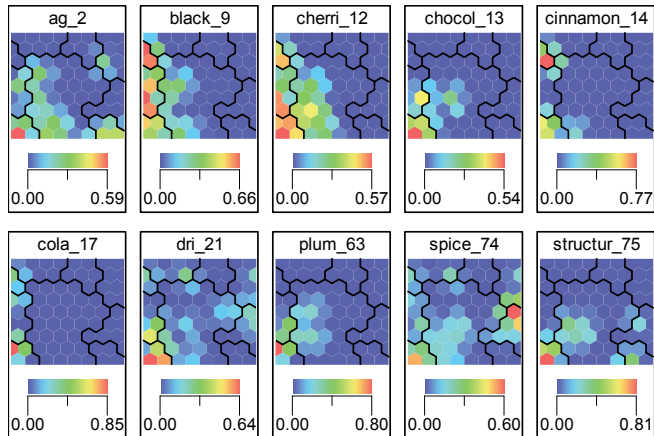 ag_2 black_9 cherri_12 chocol_13 cinnamon_14
0.00 0.59 0.00 0.66 0.00 0.57 0.00 0.54 0.00 0.77
cola_17 dri_21 plum_63 spice_74 structur_75
0.00 0.85 0.00 0.64 0.00 0.80 0.00 0.60 0.00 0.81